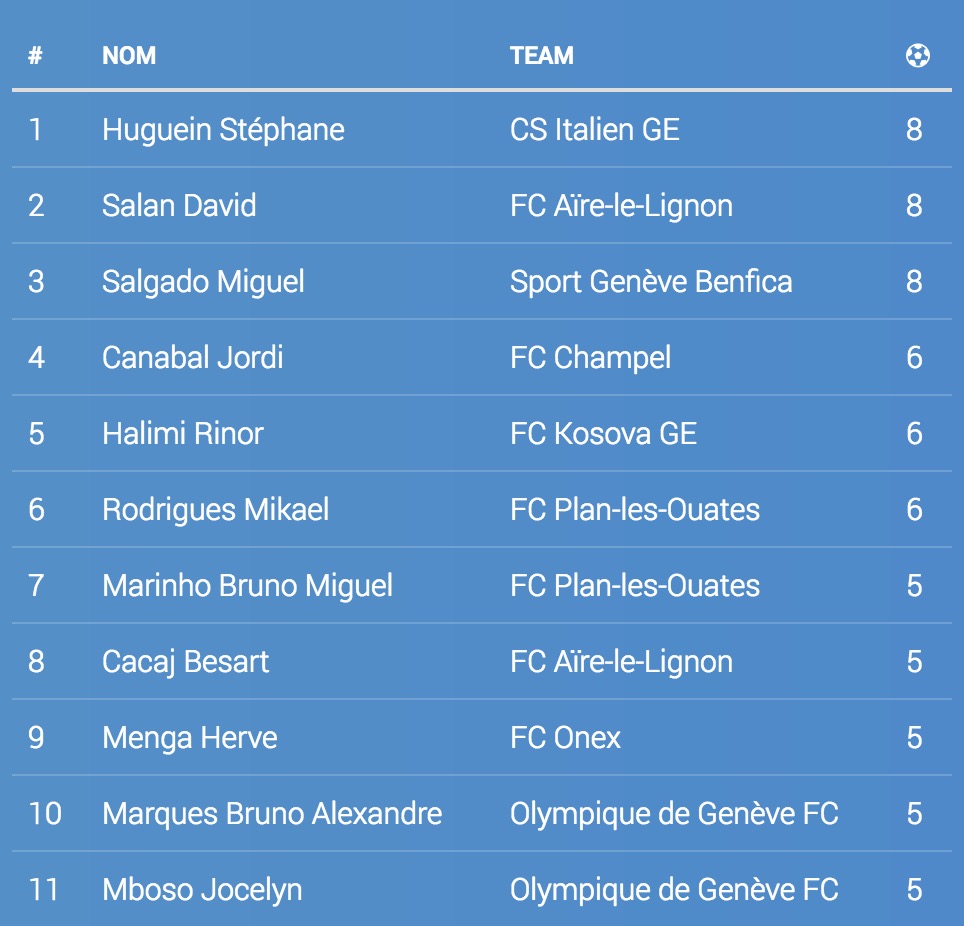 # NOM TEAM
1 Huguein Stéphane CS Italien GE 8
2 Salan David FC Aïre-le-Lignon 8
3 Salgado Miguel Sport Genève Benfica 8
4 Canabal Jordi FC Champel 6
5 Halimi Rinor FC Kosova GE 6
6 Rodrigues Mikael FC Plan-les-Ouates 6
7 Marinho Bruno Miguel FC Plan-les-Ouates 5
8 Cacaj Besart FC Aïre-le-Lignon 5
9 Menga Herve FC Onex 5
10 Marques Bruno Alexandre Olympique de Genève FC 5
11 Mboso Jocelyn Olympique de Genève FC 5